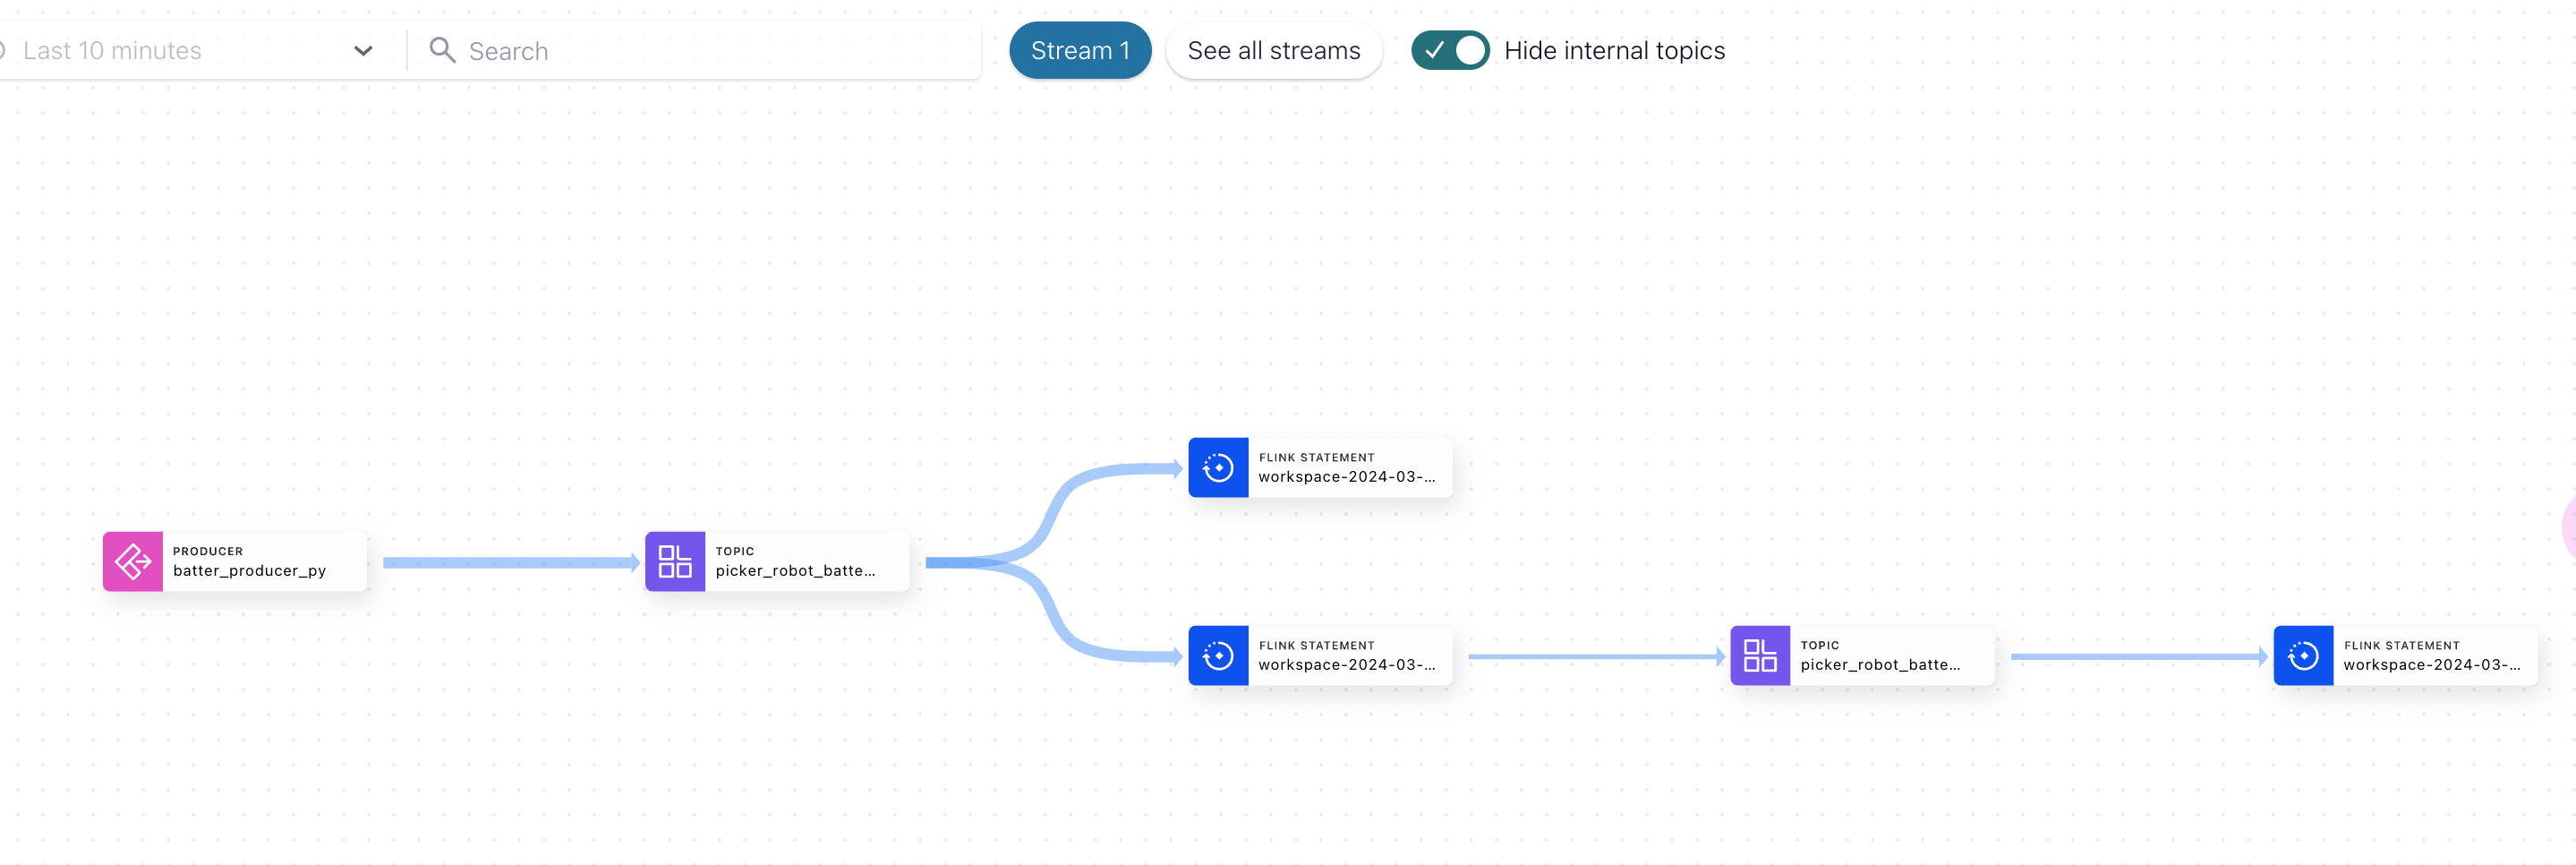 Last 10 minutes
Search
Stream 1
See all streams
Hide internal topics
FLINK STATEMENT
workspace-2024-03-...
PRODUCER
batter_producer_py
TOPIC
picker_robot_batte...
FLINK STATEMENT
workspace-2024-03-...
TOPIC
picker_robot_batte...
FLINK STATEMENT
workspace-2024-03-...